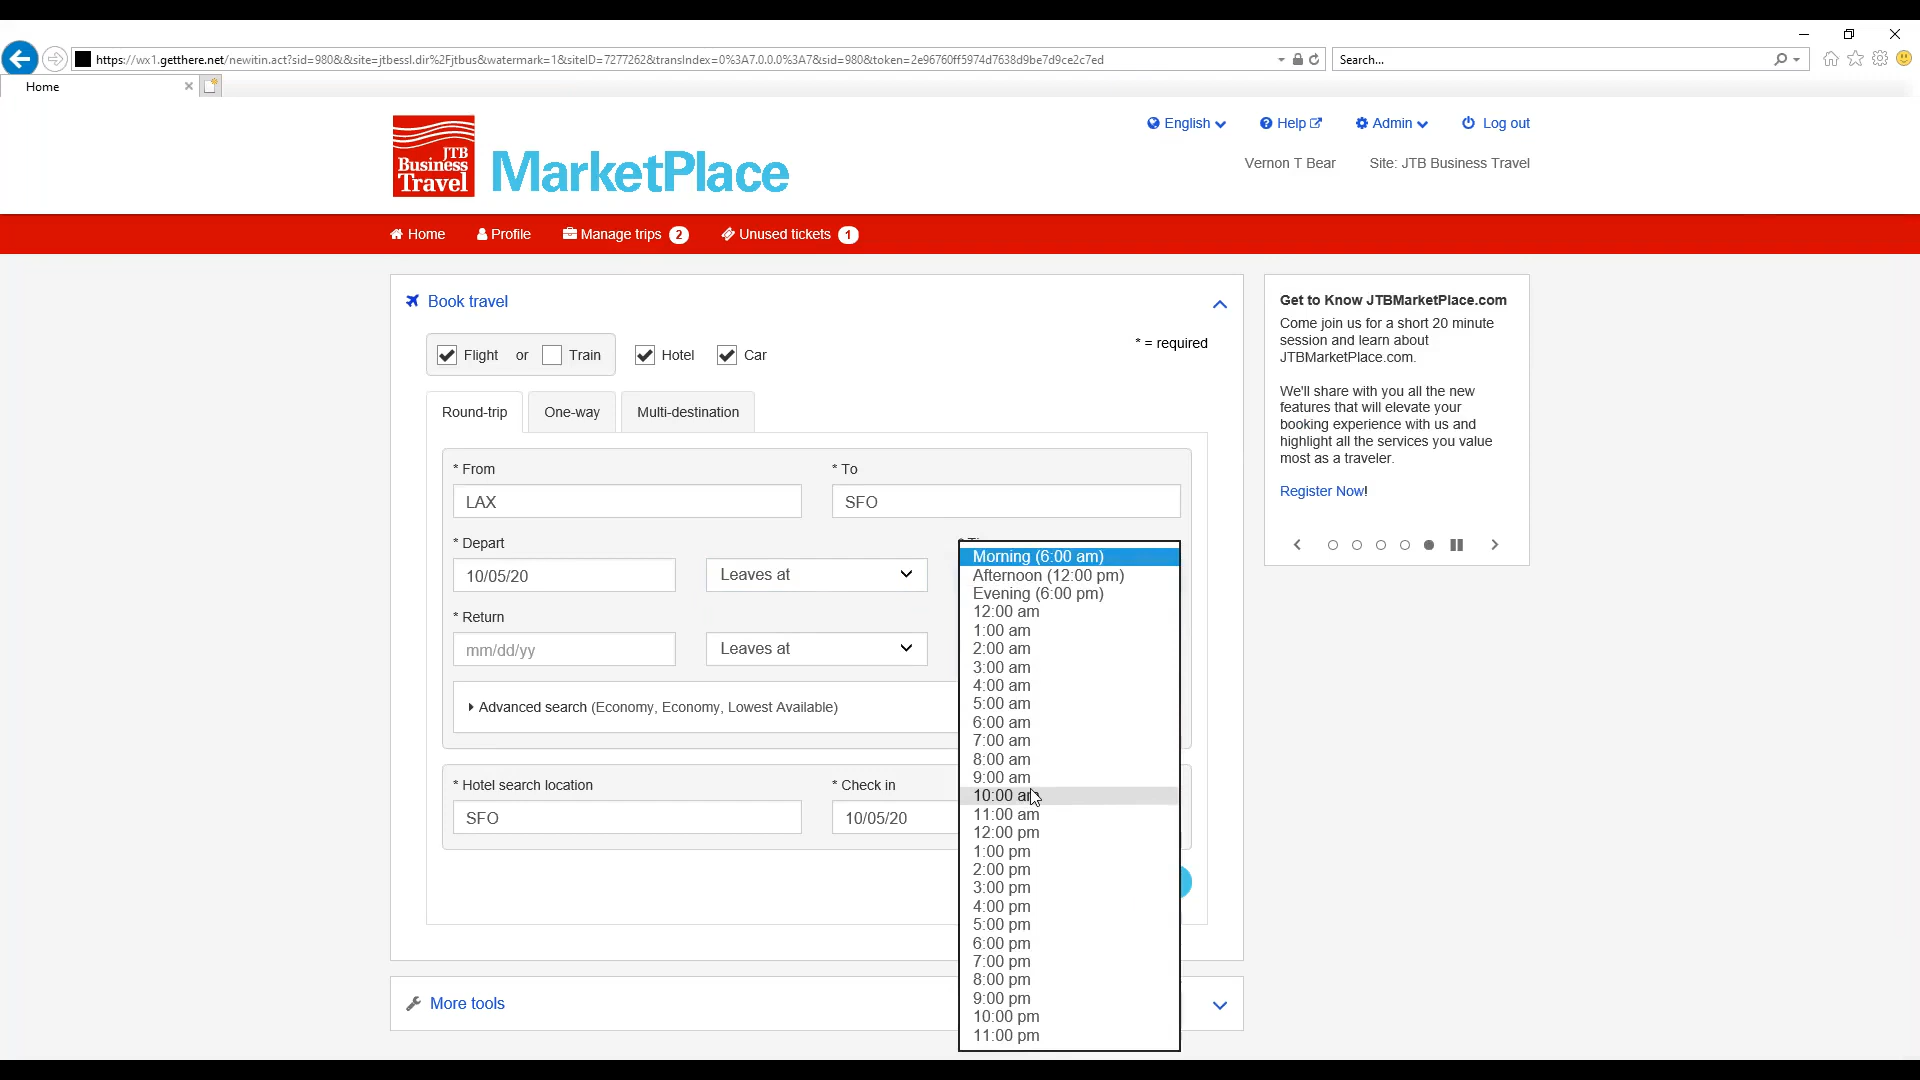 https://wx1.getthere.net/newitin.act?sid=980&&site=jtbessl.dir%2Fjtbus&watermark=1&siteID=7277262&transIndex=0%3A7.0.0.0%3A7&sid=980&token=2e96760ff5974d7638d9be7d9ce2c7ed
Search...
Home
English
Help
Admin
Log out
JTB
Business
Travel
MarketPlace
Vernon T Bear
Site: JTB Business Travel
Home
Profile
Manage trips 2
Unused tickets 1
Book travel
* = required
Flight or Train
Hotel
Car
Round-trip
One-way
Multi-destination
* From
* To
LAX
SFO
* Depart
10/05/20
Leaves at
* Return
mm/dd/yy
Leaves at
Advanced search (Economy, Economy, Lowest Available)
* Hotel search location
* Check in
SFO
10/05/20
Morning (6:00 am)
Afternoon (12:00 pm)
Evening (6:00 pm)
12:00 am
1:00 am
2:00 am
3:00 am
4:00 am
5:00 am
6:00 am
7:00 am
8:00 am
9:00 am
10:00 am
11:00 am
12:00 pm
1:00 pm
2:00 pm
3:00 pm
4:00 pm
5:00 pm
6:00 pm
7:00 pm
8:00 pm
9:00 pm
10:00 pm
11:00 pm
More tools
Get to Know JTBMarketPlace.com
Come join us for a short 20 minute
session and learn about
JTBMarketPlace.com.
We'll share with you all the new
features that will elevate your
booking experience with us and
highlight all the services you value
most as a traveler.
Register Now!